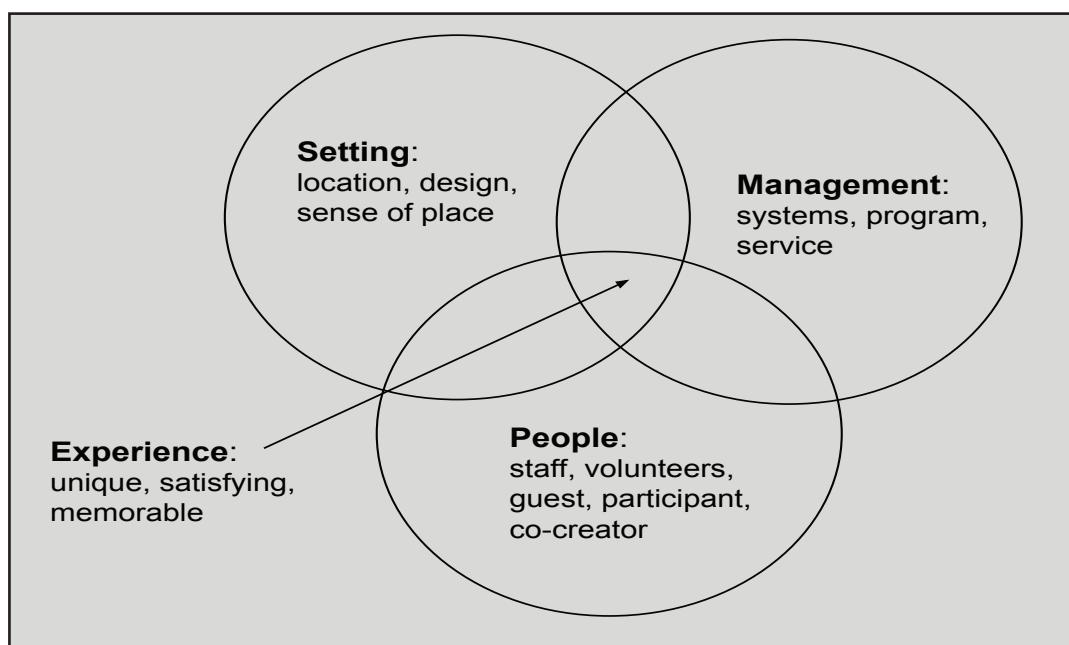 Setting:
location, design,
sense of place
Management:
systems, program,
service
Experience:
unique, satisfying,
memorable
People:
staff, volunteers,
guest, participant,
co-creator